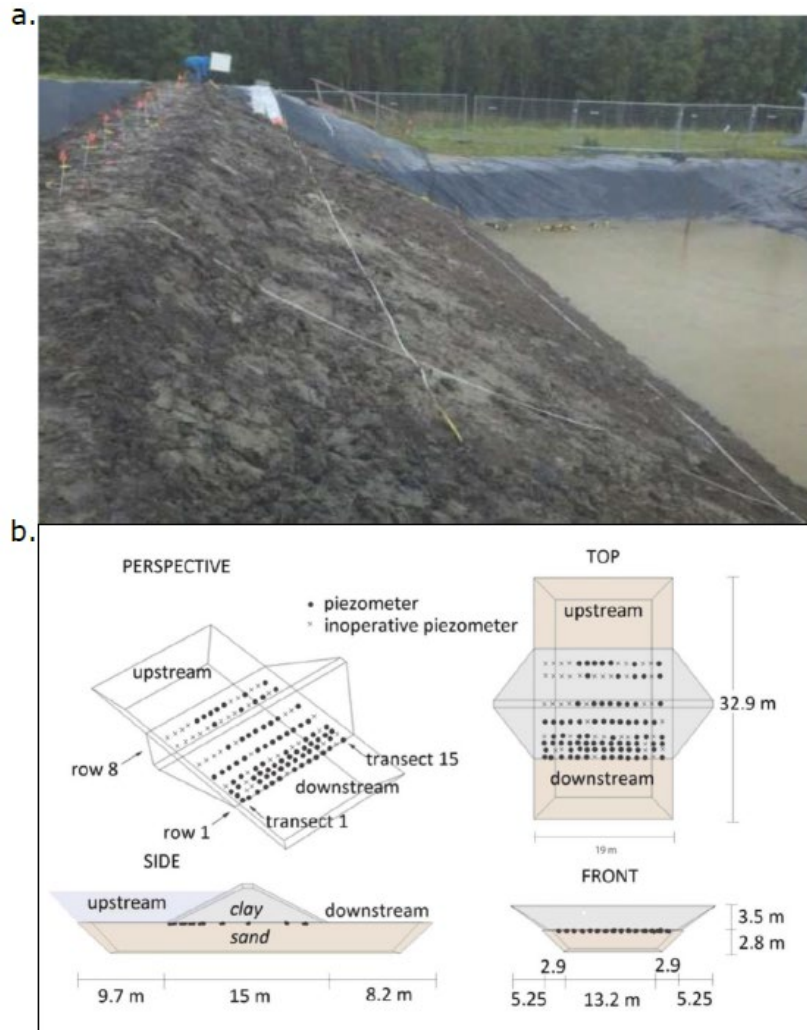 a.
b.
PERSPECTIVE
piezometer
inoperative piezometer
upstream
row 8
transect 15
downstream
row 1
transect 1
TOP
upstream
32.9 m
downstream
19 m
SIDE
upstream
clay
downstream
sand
9.7 m
15 m
8.2 m
FRONT
3.5 m
2.8 m
2.9
2.9
5.25
13.2 m
5.25